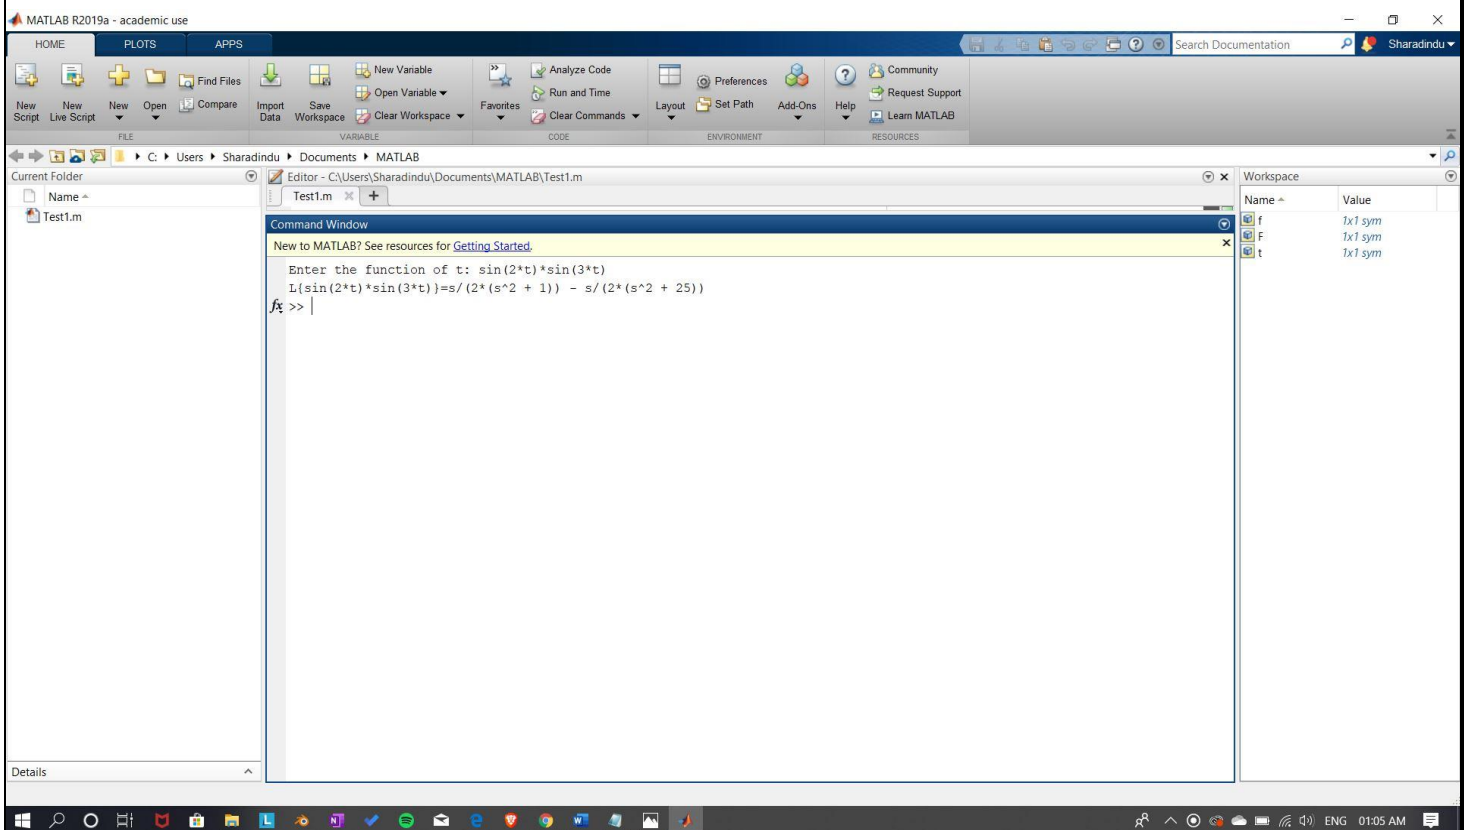 MATLAB R2019a - academic use
HOME PLOTS APPS Search Documentation Sharadindu
New Script
New Live Script
New
Open
Find Files
Compare
Import Data
Save Workspace
New Variable
Open Variable
Clear Workspace
Favorites
Analyze Code
Run and Time
Clear Commands
Layout
Preferences
Set Path
Add-Ons
Help
Community
Request Support
Learn MATLAB
FILE VARIABLE CODE ENVIRONMENT RESOURCES
C: Users Sharadindu Documents MATLAB
Current Folder
Name
Test1.m
Details
Editor - C:\Users\Sharadindu\Documents\MATLAB\Test1.m
Test1.m +
Command Window
New to MATLAB? See resources for Getting Started.
Enter the function of t: sin(2*t)*sin(3*t)
L{sin(2*t)*sin(3*t)}=s/(2*(s^2 + 1)) - s/(2*(s^2 + 25))
fx >>
Workspace
Name Value
f 1x1 sym
F 1x1 sym
t 1x1 sym
ENG 01:05 AM